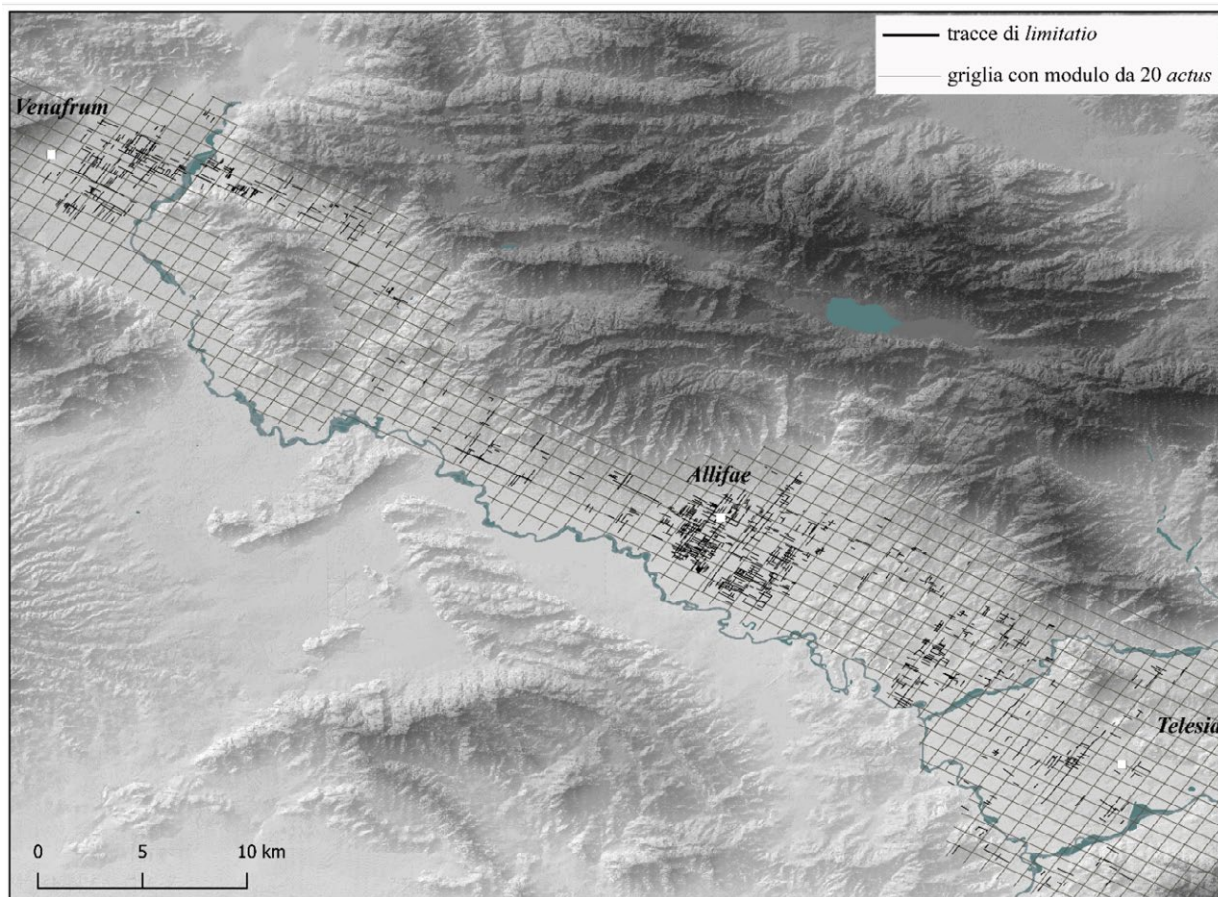 tracce di limitatio
griglia con modulo da 20 actus
Venafrum
Allifae
Telesia
0 5 10 km